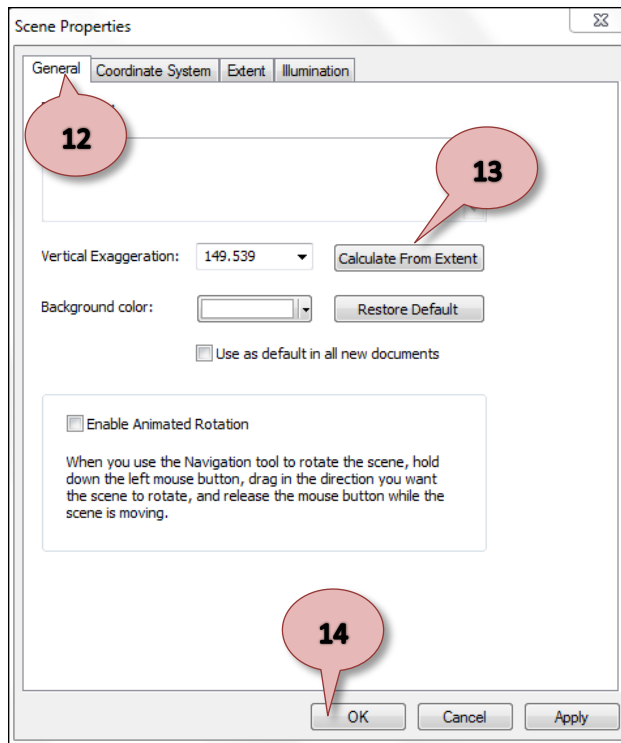 Scene Properties
General Coordinate System Extent Illumination
12
13
Vertical Exaggeration: 149.539 Calculate From Extent
Background color: Restore Default
Use as default in all new documents
Enable Animated Rotation
When you use the Navigation tool to rotate the scene, hold
down the left mouse button, drag in the direction you want
the scene to rotate, and release the mouse button while the
scene is moving.
14
OK Cancel Apply